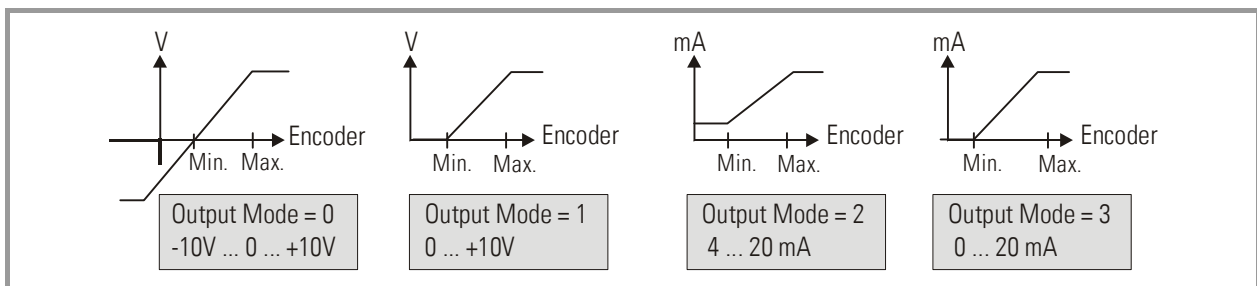 V
Encoder
Min. Max.
Output Mode = 0
-10V ... 0 ... +10V
V
Encoder
Min. Max.
Output Mode = 1
0 ... +10V
mA
Encoder
Min. Max.
Output Mode = 2
4 ... 20 mA
mA
Encoder
Min. Max.
Output Mode = 3
0 ... 20 mA